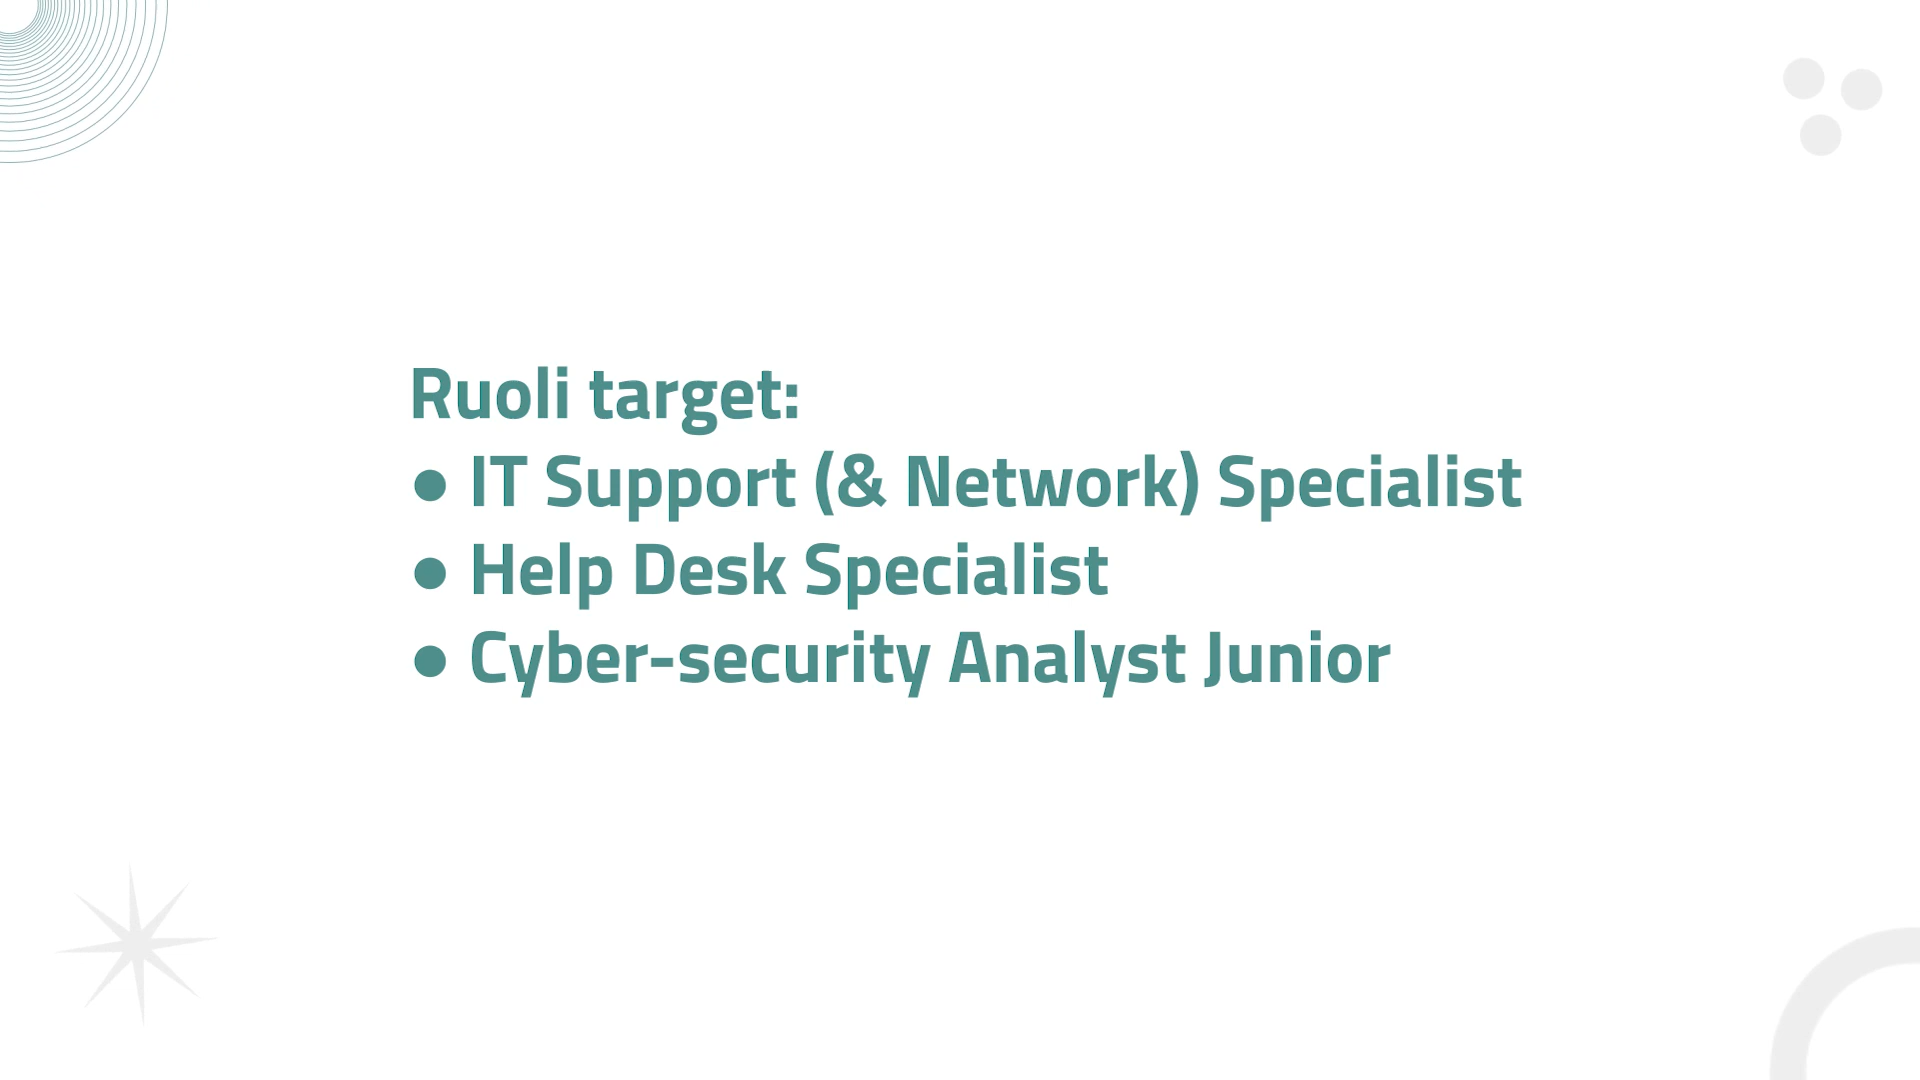 Ruoli target:
● IT Support (& Network) Specialist
● Help Desk Specialist
● Cyber-security Analyst Junior